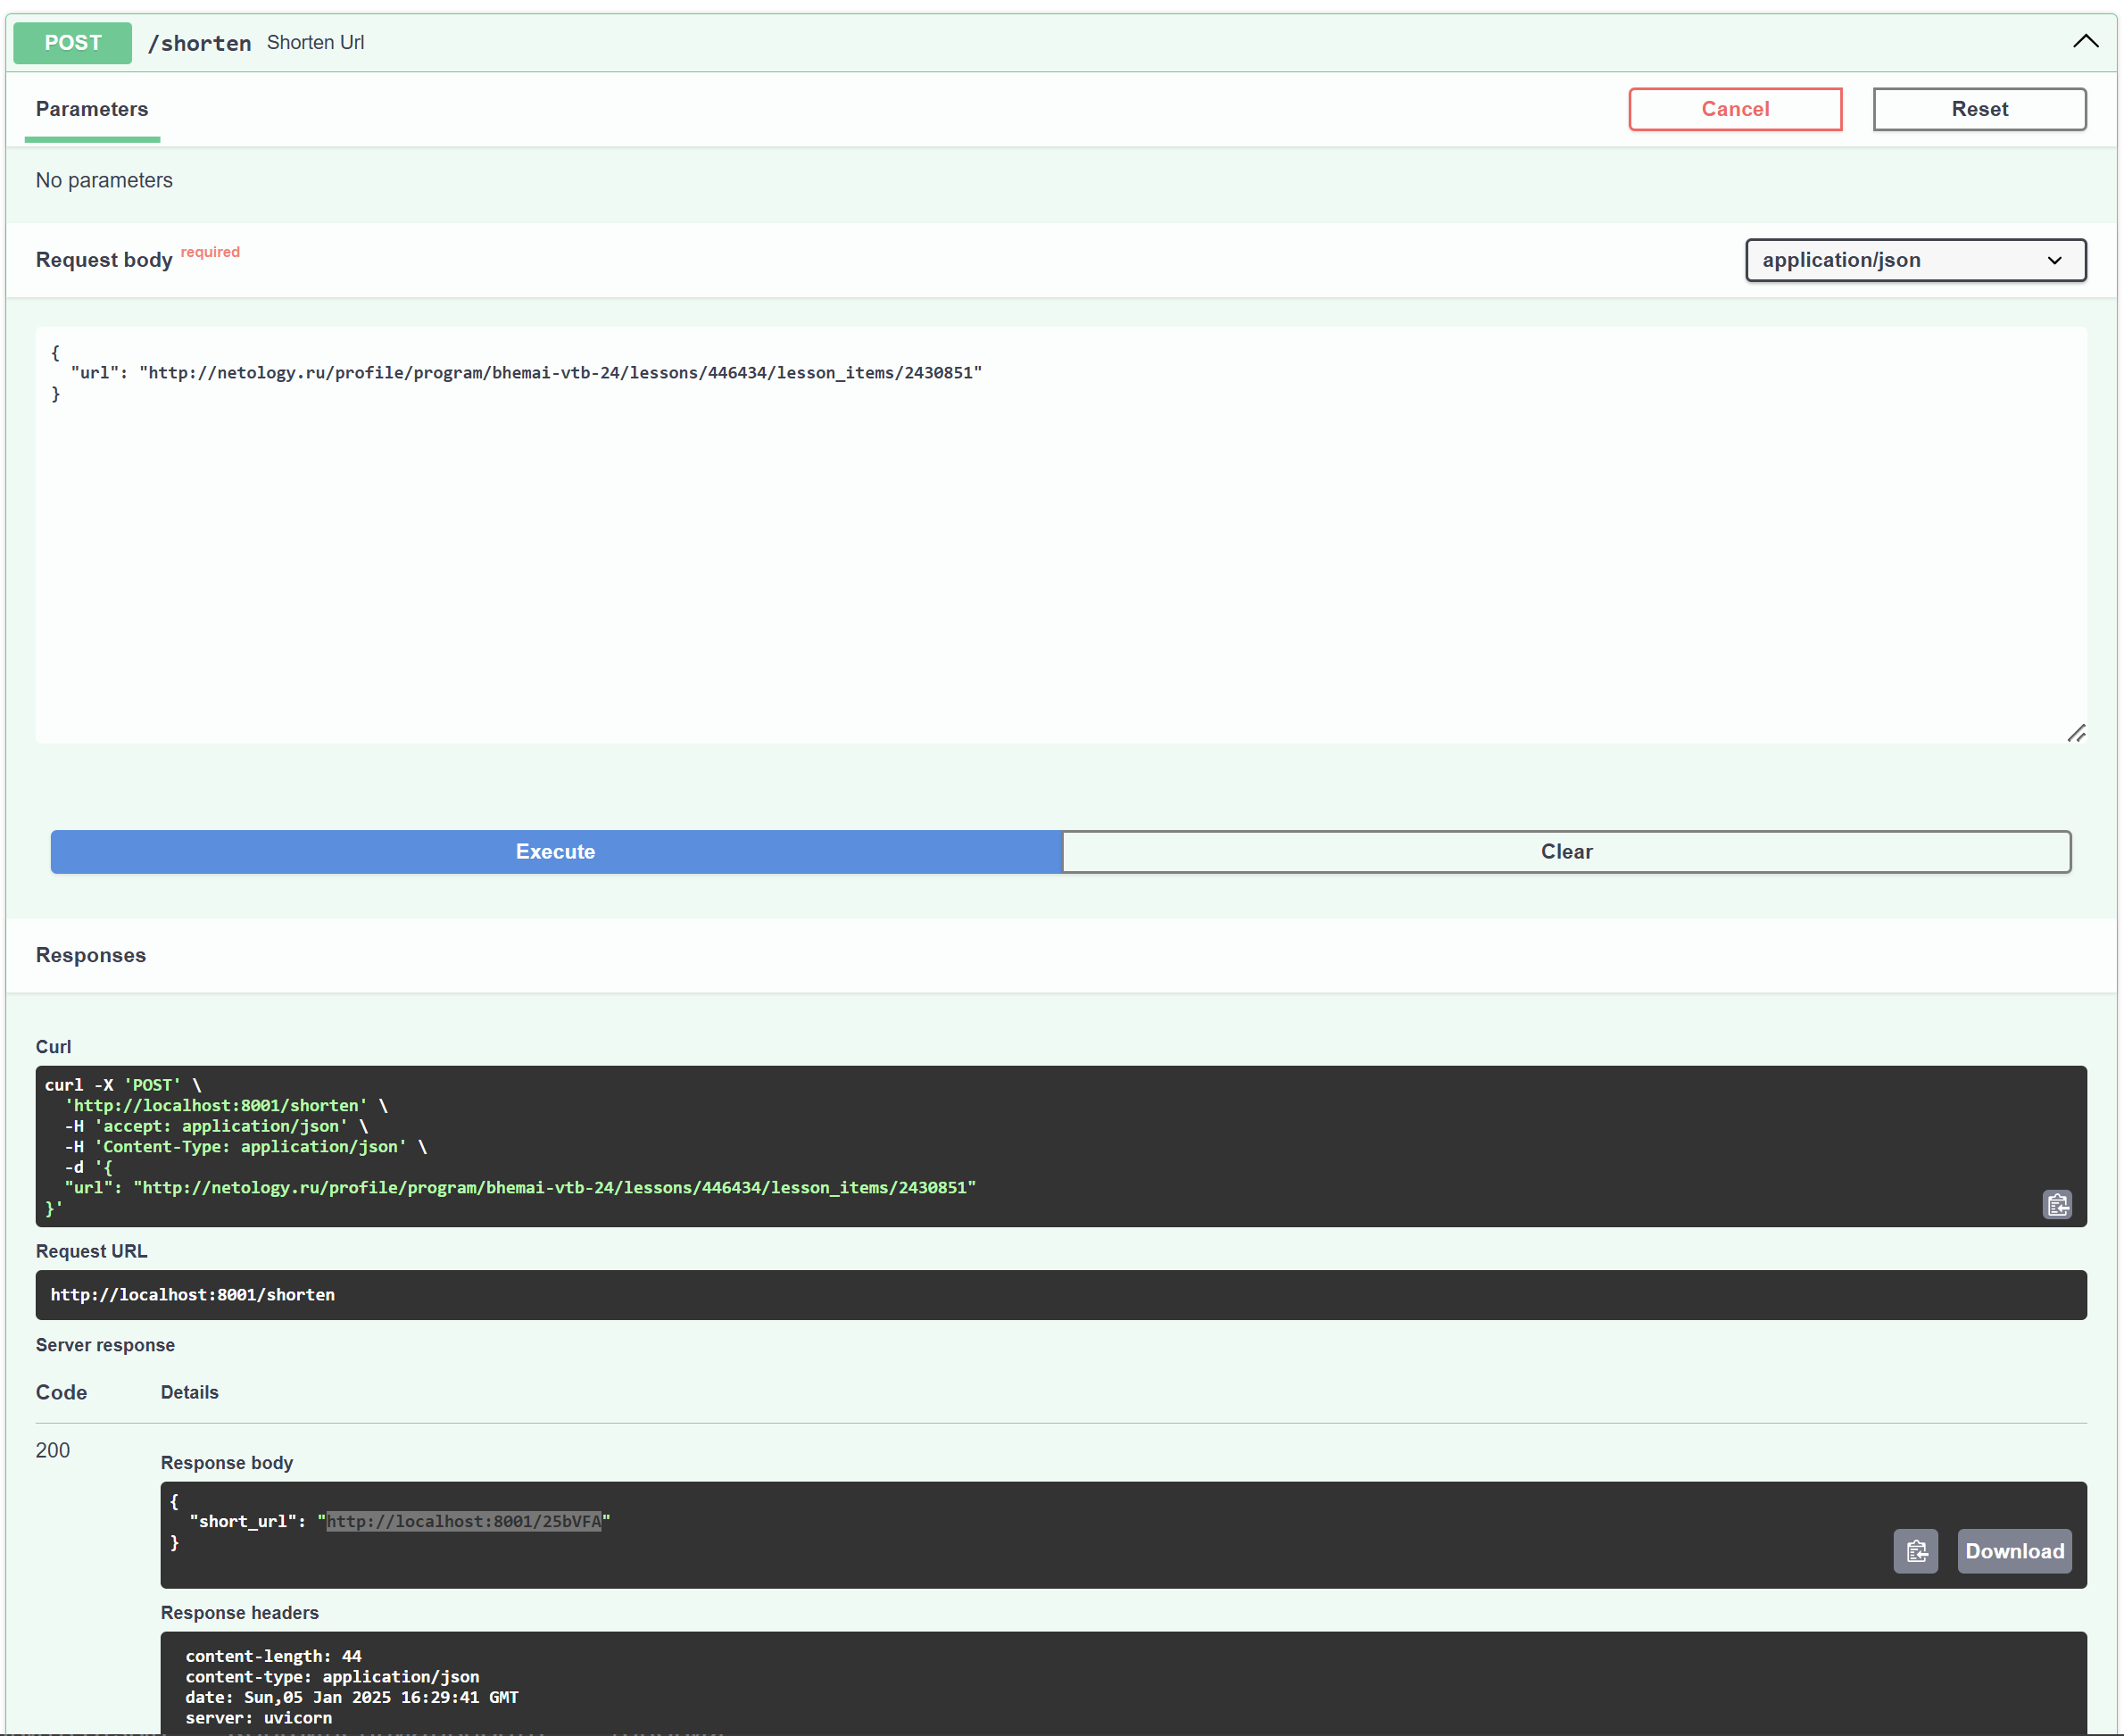 POST /shorten Shorten Url
Parameters
Cancel
Reset
No parameters
Request body required
application/json
{
  "url": "http://netology.ru/profile/program/bhemai-vtb-24/lessons/446434/lesson_items/2430851"
}
Execute
Clear
Responses
Curl
curl -X 'POST' \
  'http://localhost:8001/shorten' \
  -H 'accept: application/json' \
  -H 'Content-Type: application/json' \
  -d '{
  "url": "http://netology.ru/profile/program/bhemai-vtb-24/lessons/446434/lesson_items/2430851"
}'
Request URL
http://localhost:8001/shorten
Server response
Code Details
200
Response body
{
  "short_url": "http://localhost:8001/25bVFA"
}
Download
Response headers
content-length: 44
content-type: application/json
date: Sun,05 Jan 2025 16:29:41 GMT
server: uvicorn